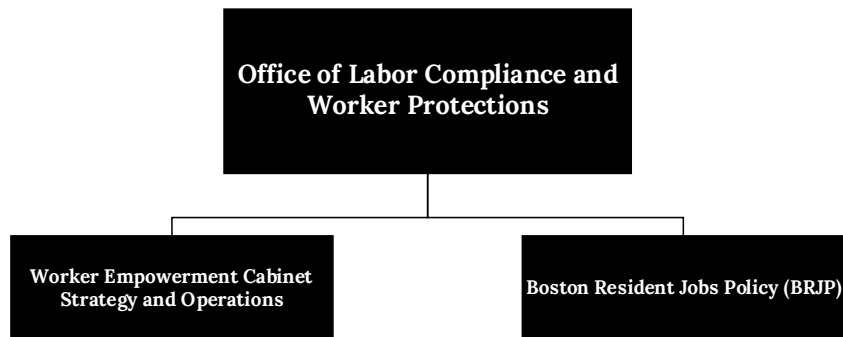 Office of Labor Compliance and
Worker Protections
Worker Empowerment Cabinet
Strategy and Operations
Boston Resident Jobs Policy (BRJP)